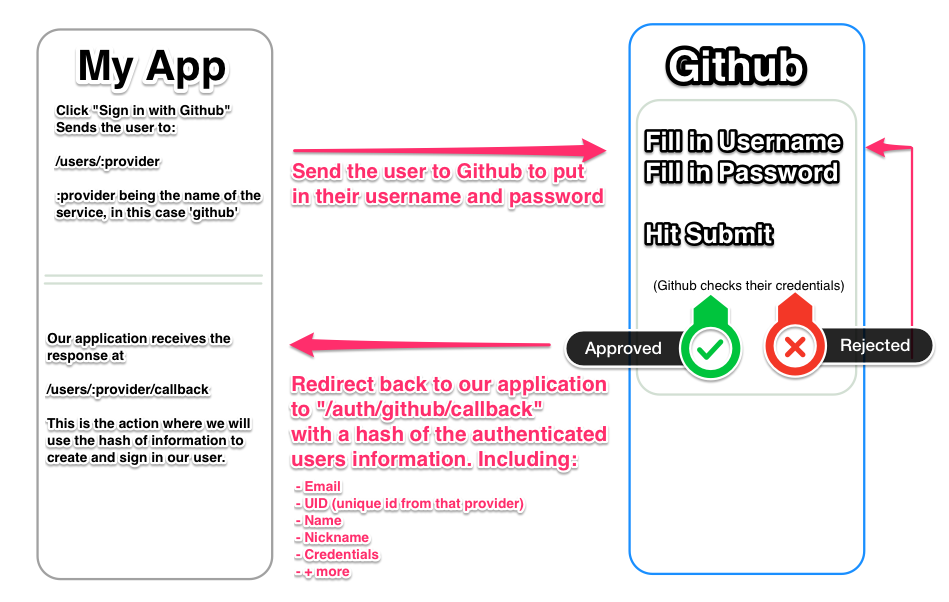 My App
Click "Sign in with Github"
Sends the user to:
/users/:provider
:provider being the name of the
service, in this case 'github'
Our application receives the
response at
/users/:provider/callback
This is the action where we will
use the hash of information to
create and sign in our user.
Send the user to Github to put
in their username and password
Redirect back to our application
to "/auth/github/callback"
with a hash of the authenticated
users information. Including:
- Email
- UID (unique id from that provider)
- Name
- Nickname
- Credentials
- + more
Github
Fill in Username
Fill in Password
Hit Submit
(Github checks their credentials)
Approved
Rejected